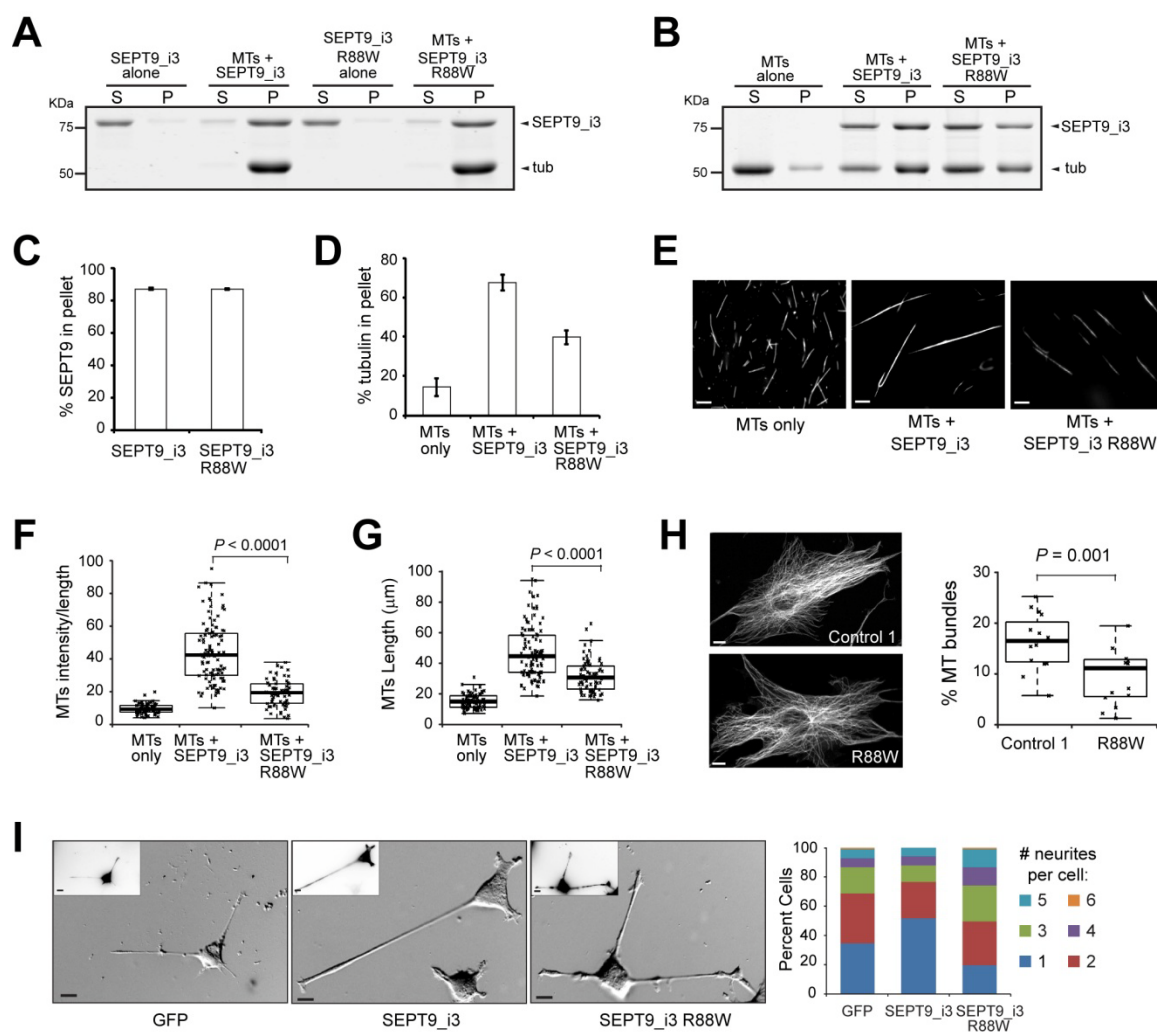 A
SEPT9_i3
alone
MTs +
SEPT9_i3
SEPT9_i3
R88W
alone
MTs +
SEPT9_i3
R88W
KDa
S P S P S P S P
75
50
SEPT9_i3
tub
B
MTs
alone
MTs +
SEPT9_i3
MTs +
SEPT9_i3
R88W
KDa
S P S P S P
75
50
SEPT9_i3
tub
C
% SEPT9 in pellet
100
80
60
40
20
0
SEPT9_i3
SEPT9_i3
R88W
D
% tubulin in pellet
80
60
40
20
0
MTs
only
MTs +
SEPT9_i3
MTs +
SEPT9_i3
R88W
E
MTs only
MTs +
SEPT9_i3
MTs +
SEPT9_i3 R88W
F
P < 0.0001
MTs intensity/length
100
80
60
40
20
0
MTs
only
MTs +
SEPT9_i3
MTs +
SEPT9_i3
R88W
G
P < 0.0001
MTs Length (μm)
100
80
60
40
20
0
MTs
only
MTs +
SEPT9_i3
MTs +
SEPT9_i3
R88W
H
Control 1
R88W
P = 0.001
% MT bundles
30
20
10
0
Control 1
R88W
I
GFP
SEPT9_i3
SEPT9_i3 R88W
Percent Cells
100
80
60
40
20
0
GFP
SEPT9_i3
SEPT9_i3
R88W
# neurites
per cell:
5 6
3 4
1 2